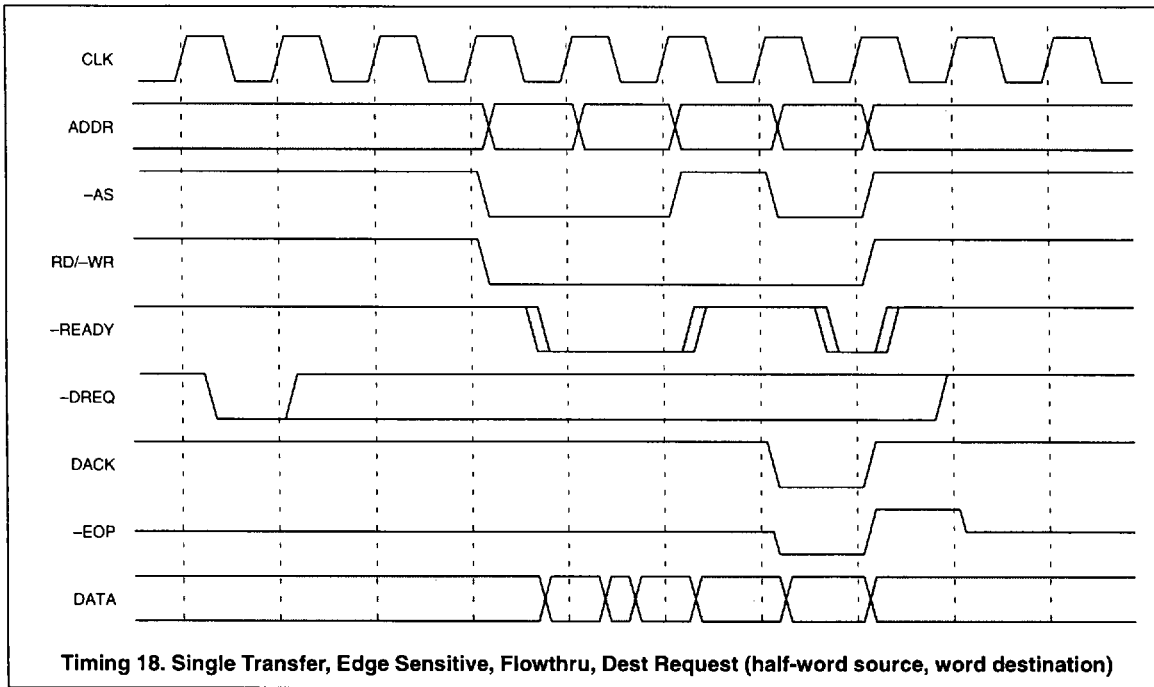 CLK
ADDR
–AS
RD/–WR
–READY
–DREQ
DACK
–EOP
DATA
Timing 18. Single Transfer, Edge Sensitive, Flowthru, Dest Request (half-word source, word destination)